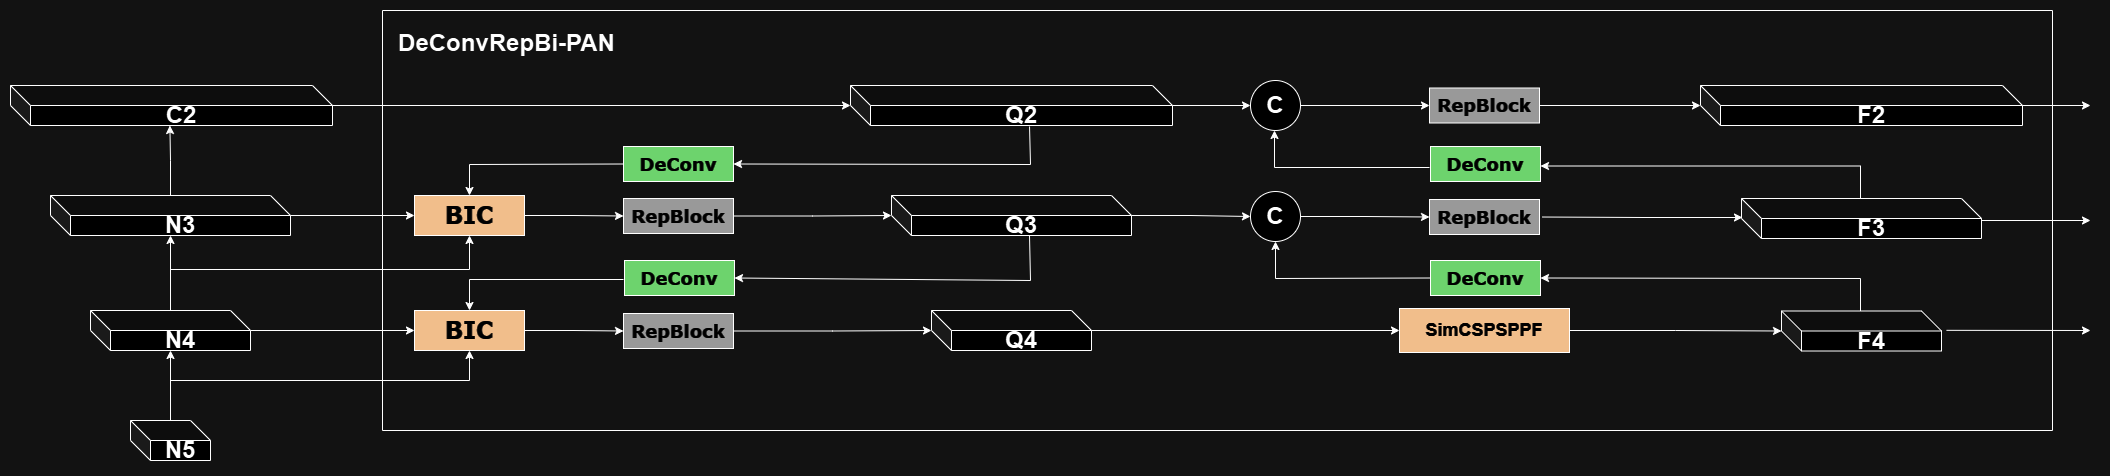 DeConvRepBi-PAN
C2
Q2
C
RepBlock
F2
DeConv
DeConv
N3
BIC
RepBlock
Q3
C
RepBlock
F3
DeConv
DeConv
N4
BIC
RepBlock
Q4
SimCSPSPPF
F4
N5